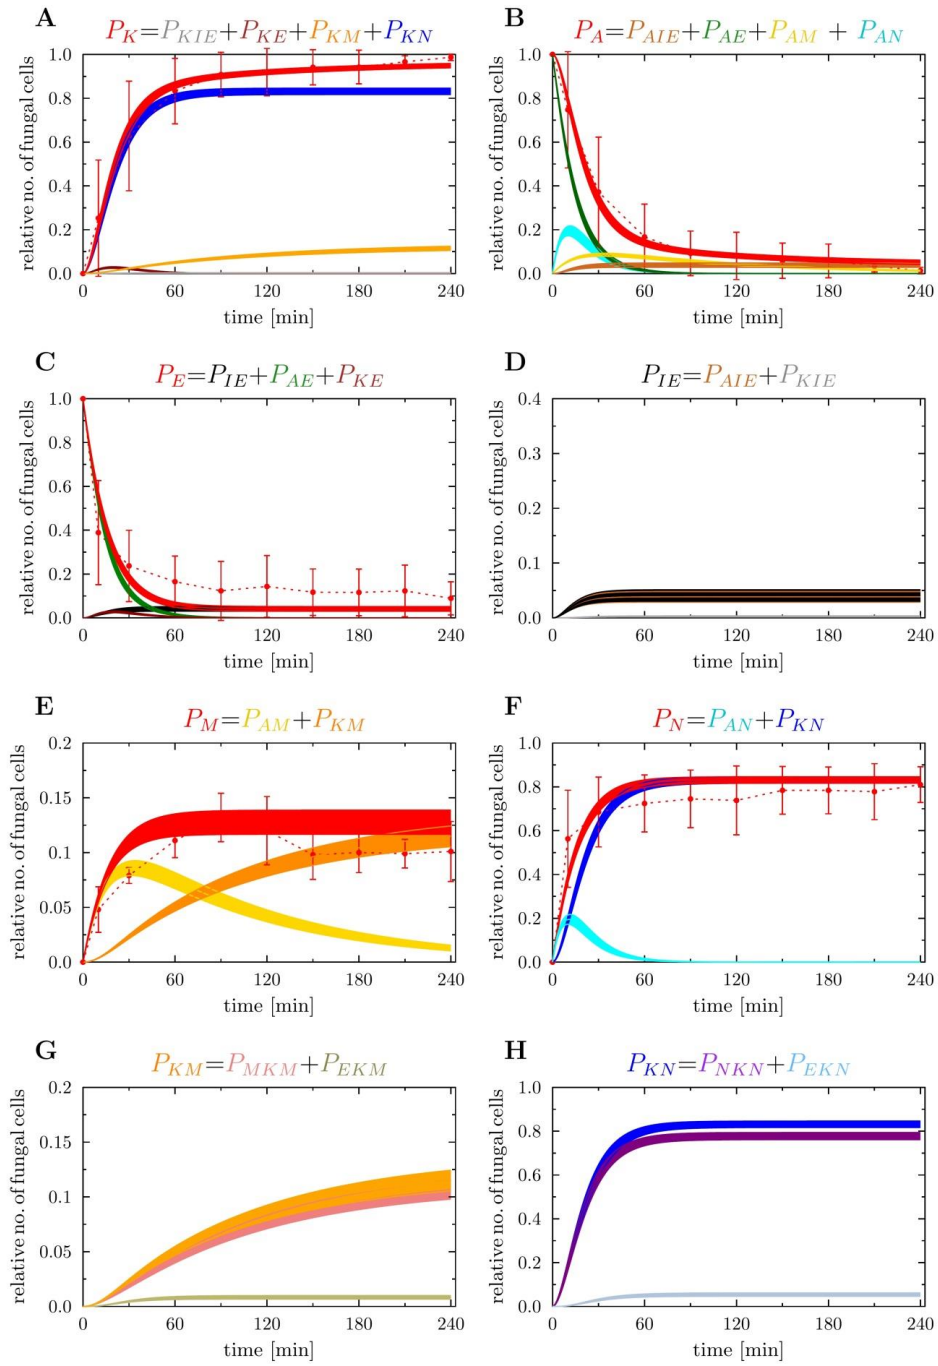 A
P_K=P_KIE+P_KE+P_KM+P_KN
relative no. of fungal cells
1.0
0.8
0.6
0.4
0.2
0.0
0 60 120 180 240
time [min]
B
P_A=P_AIE+P_AE+P_AM + P_AN
relative no. of fungal cells
1.0
0.8
0.6
0.4
0.2
0.0
0 60 120 180 240
time [min]
C
P_E=P_IE+P_AE+P_KE
relative no. of fungal cells
1.0
0.8
0.6
0.4
0.2
0.0
0 60 120 180 240
time [min]
D
P_IE=P_AIE+P_KIE
relative no. of fungal cells
0.4
0.3
0.2
0.1
0.0
0 60 120 180 240
time [min]
E
P_M=P_AM+P_KM
relative no. of fungal cells
0.2
0.15
0.1
0.05
0.0
0 60 120 180 240
time [min]
F
P_N=P_AN+P_KN
relative no. of fungal cells
1.0
0.8
0.6
0.4
0.2
0.0
0 60 120 180 240
time [min]
G
P_KM=P_MKM+P_EKM
relative no. of fungal cells
0.2
0.15
0.1
0.05
0.0
0 60 120 180 240
time [min]
H
P_KN=P_NKN+P_EKN
relative no. of fungal cells
1.0
0.8
0.6
0.4
0.2
0.0
0 60 120 180 240
time [min]